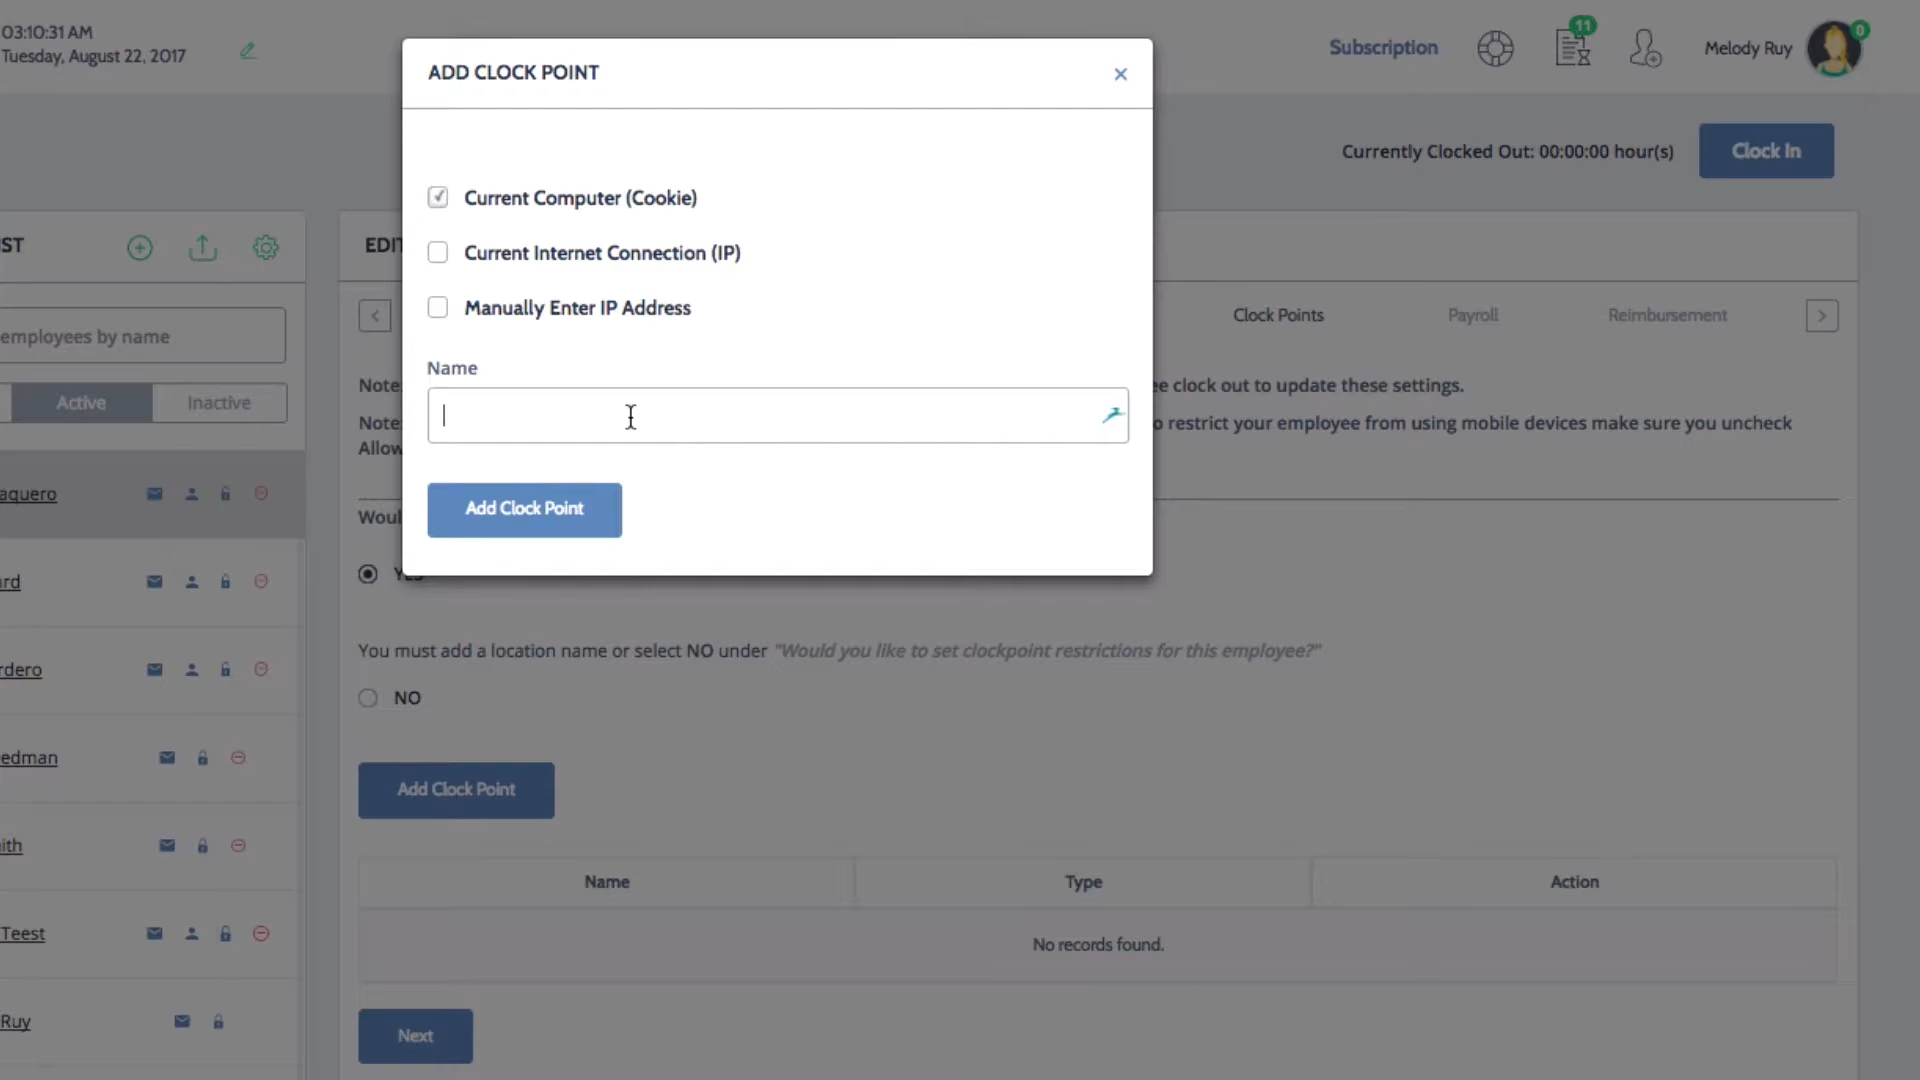 03:10:31 AM
Tuesday, August 22, 2017
Subscription
11
Melody Ruy
0
ADD CLOCK POINT
×
Current Computer (Cookie)
Current Internet Connection (IP)
Manually Enter IP Address
Name
Add Clock Point
Currently Clocked Out: 00:00:00 hour(s)
Clock In
ST
employees by name
Active
Inactive
aquero
ard
rdero
edman
ith
Teest
Ruy
EDIT
Clock Points
Payroll
Reimbursement
Note
ee clock out to update these settings.
Note
o restrict your employee from using mobile devices make sure you uncheck
Allow
Woul
YES
You must add a location name or select NO under "Would you like to set clockpoint restrictions for this employee?"
NO
Add Clock Point
Name
Type
Action
No records found.
Next